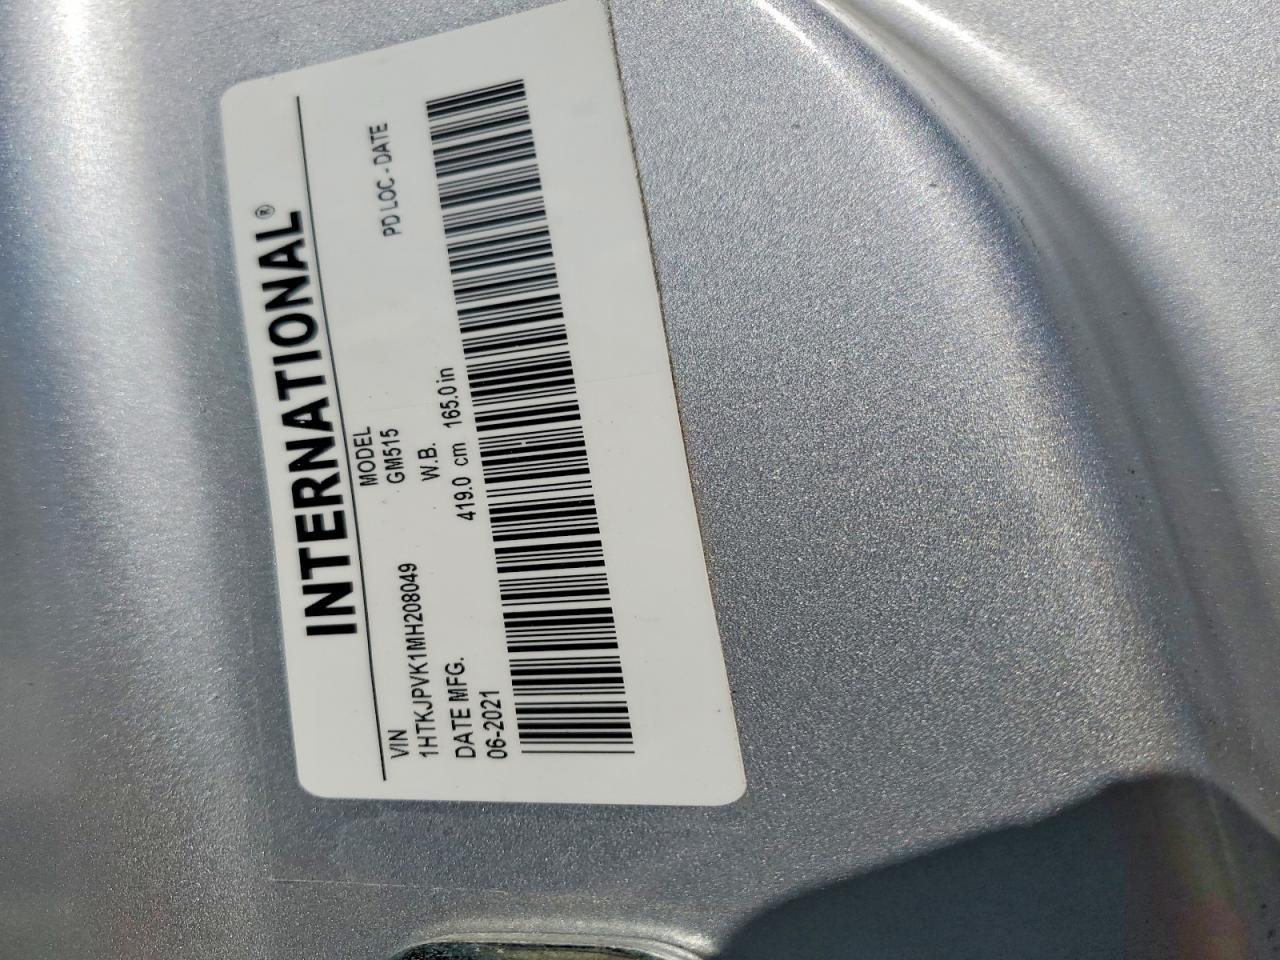 INTERNATIONAL®
VIN
1HTKJPVK1MH208049
MODEL
GM515
PD LOC - DATE
DATE MFG.
06-2021
W.B.
419.0 cm 165.0 in